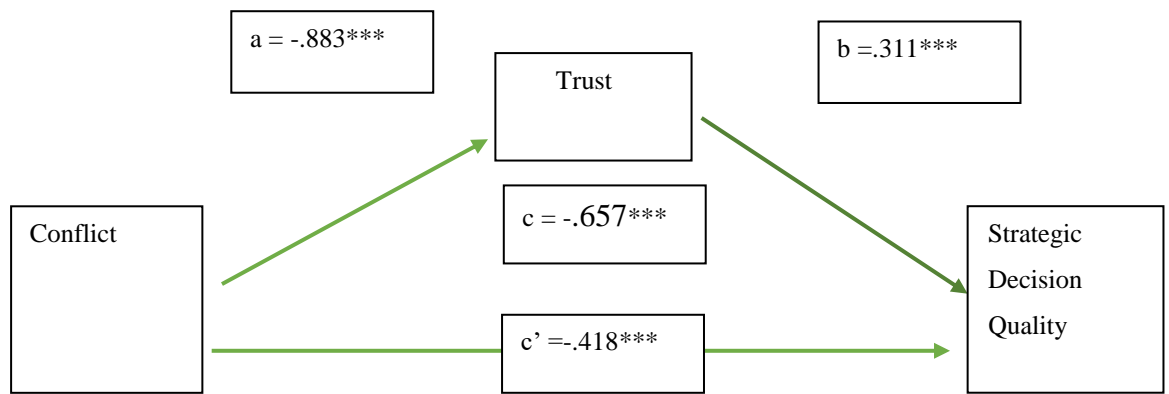 a = -.883***
b =.311***
Trust
c = -.657***
Conflict
Strategic
Decision
Quality
c’ =-.418***